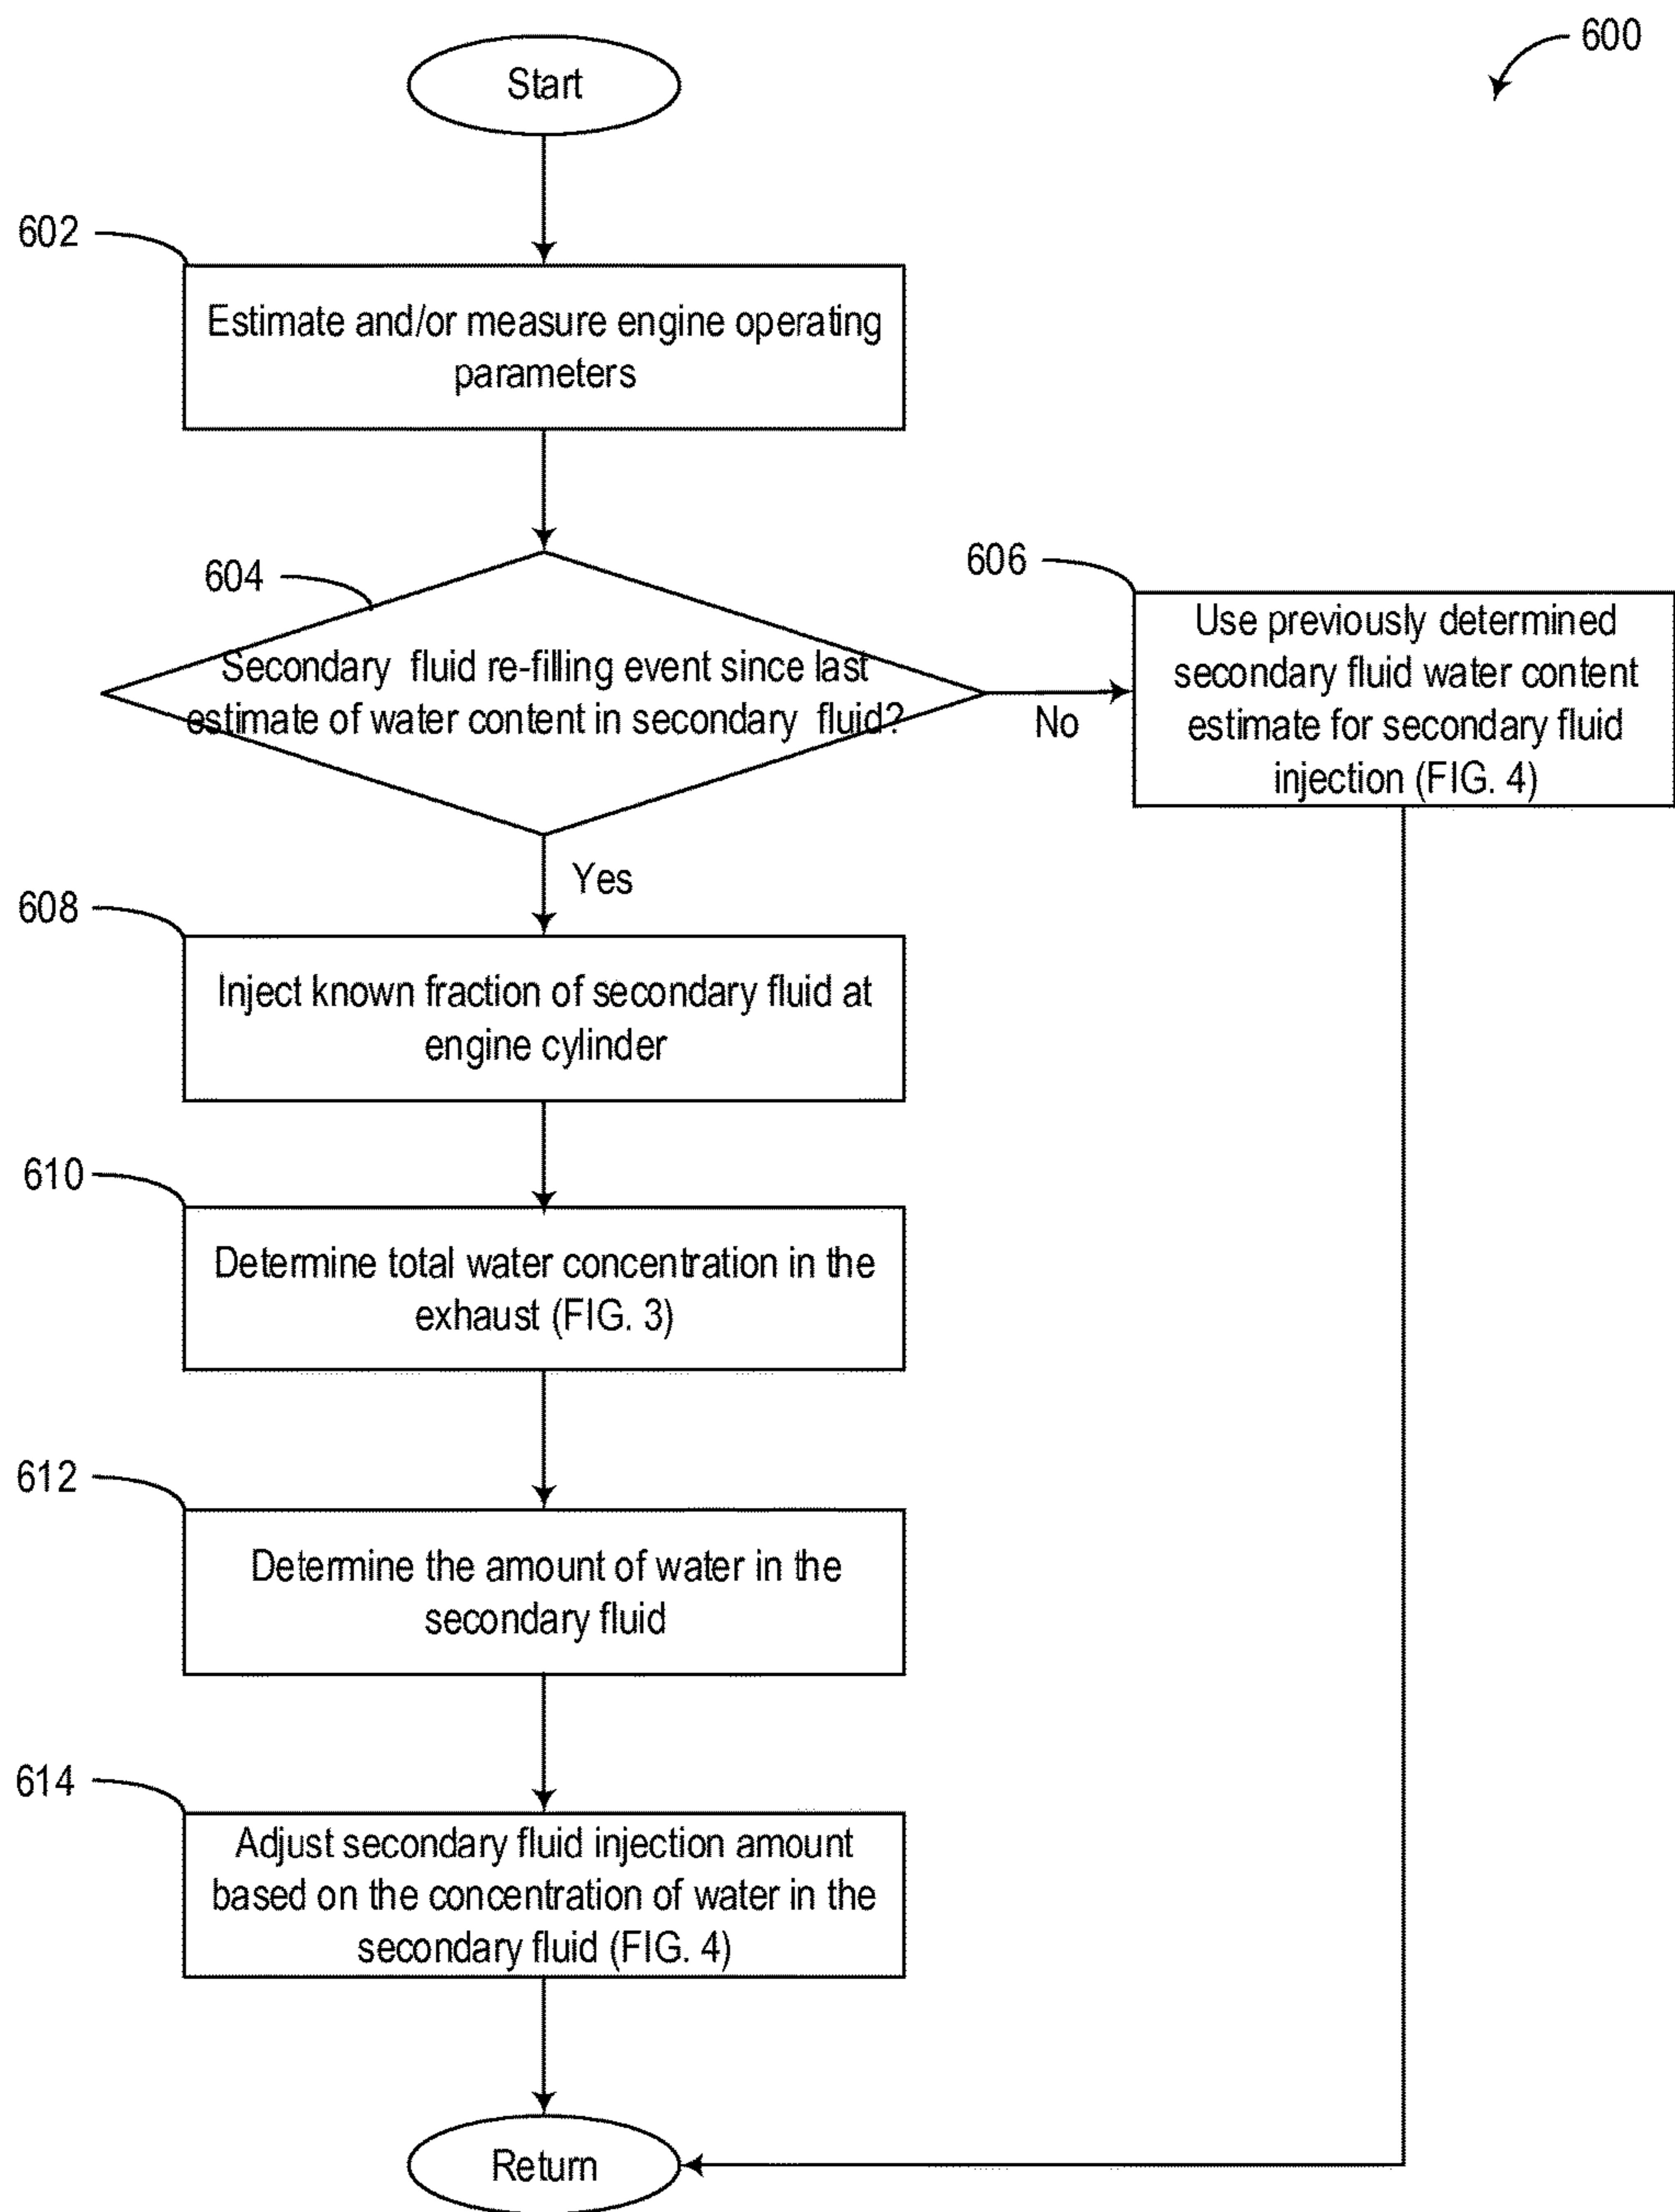 600
Start
602
Estimate and/or measure engine operating
parameters
604
Secondary fluid re-filling event since last
estimate of water content in secondary fluid?
No
606
Use previously determined
secondary fluid water content
estimate for secondary fluid
injection (FIG. 4)
Yes
608
Inject known fraction of secondary fluid at
engine cylinder
610
Determine total water concentration in the
exhaust (FIG. 3)
612
Determine the amount of water in the
secondary fluid
614
Adjust secondary fluid injection amount
based on the concentration of water in the
secondary fluid (FIG. 4)
Return